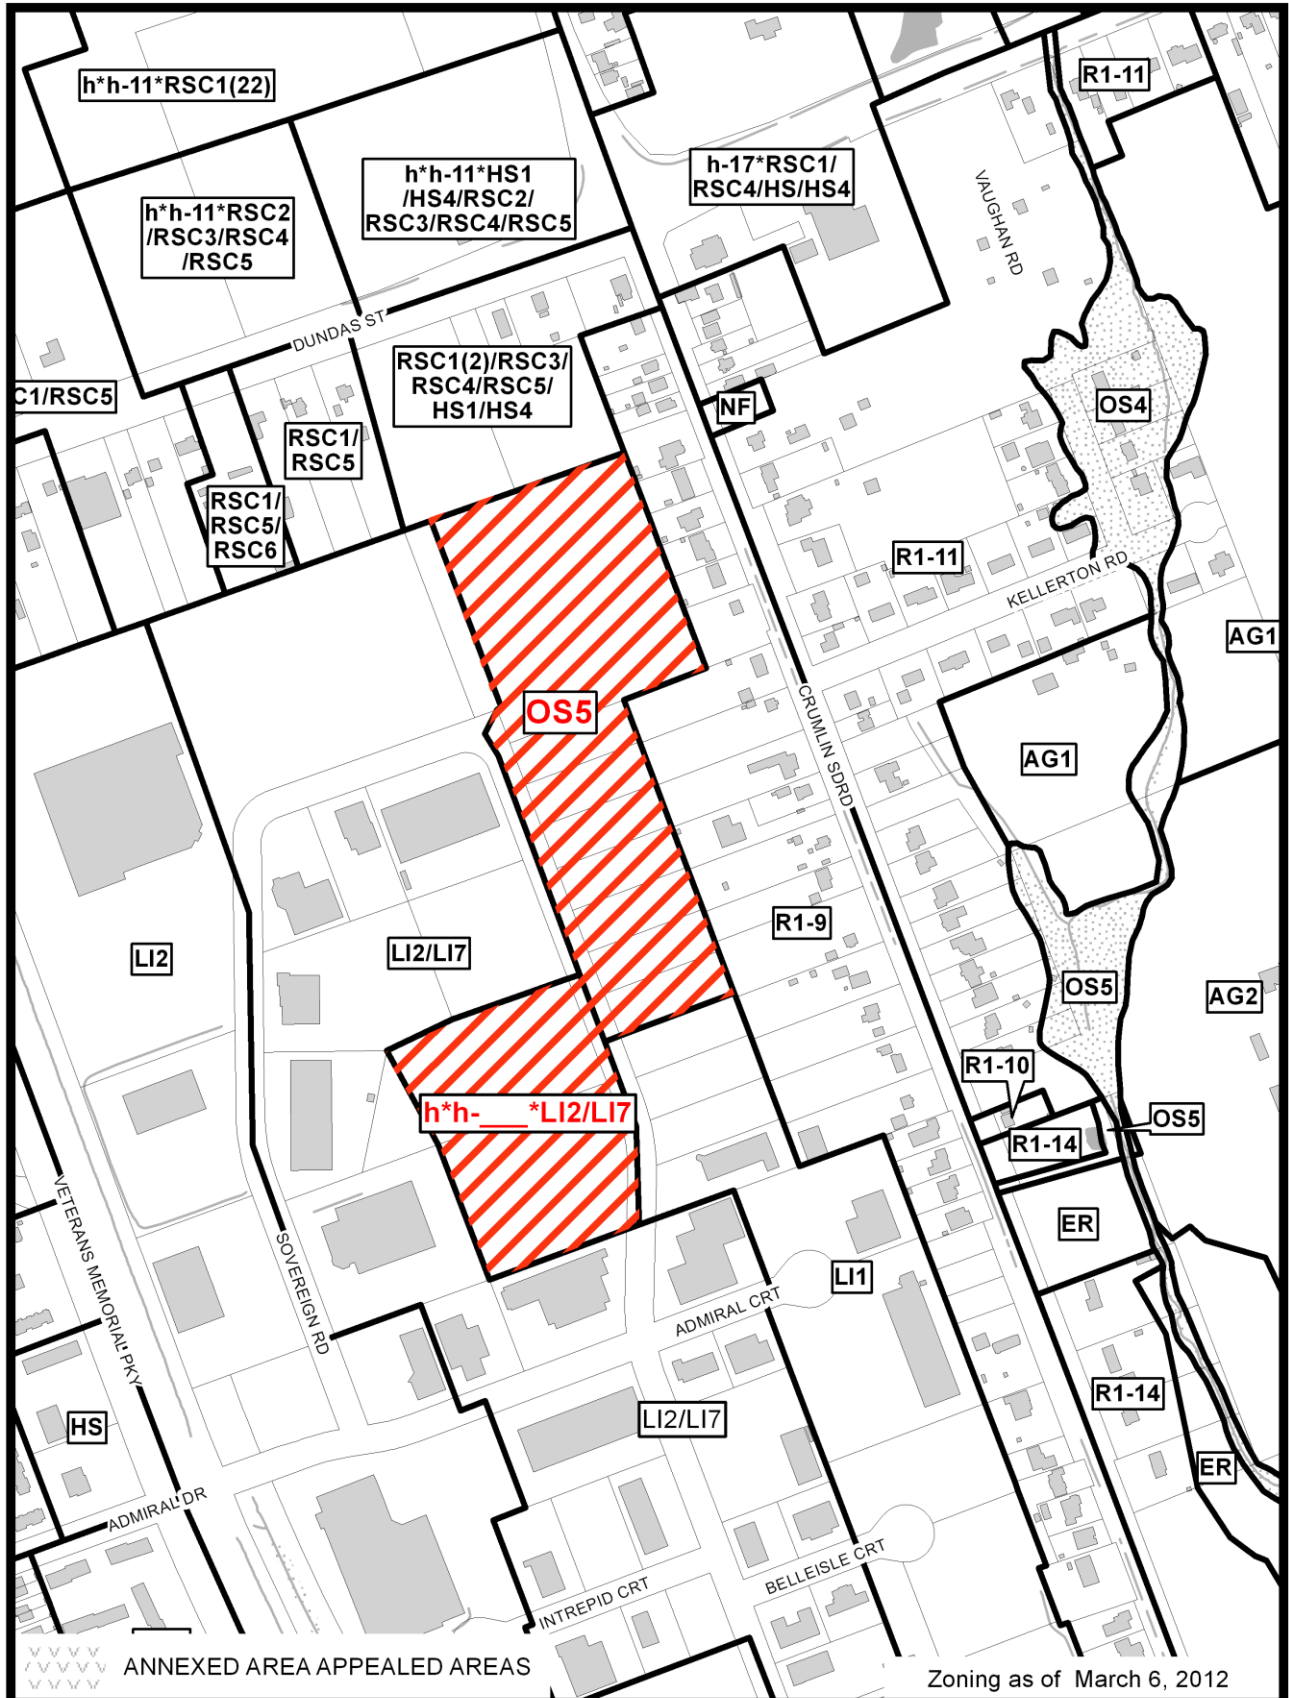 R1-11
h*h-11*RSC1(22)
h*h-11*HS1
/HS4/RSC2/
RSC3/RSC4/RSC5
h-17*RSC1/
RSC4/HS/HS4
VAUGHAN RD
h*h-11*RSC2
/RSC3/RSC4
/RSC5
DUNDAS ST
RSC1(2)/RSC3/
RSC4/RSC5/
HS1/HS4
C1/RSC5
NF
OS4
RSC1/
RSC5
RSC1/
RSC5/
RSC6
R1-11
KELLERTON RD
AG1
OS5
CRUMLIN SDRD
AG1
R1-9
LI2
LI2/LI7
OS5
AG2
R1-10
h*h-___*LI2/LI7
OS5
R1-14
VETERANS MEMORIAL PKY
SOVEREIGN RD
ER
LI1
ADMIRAL CRT
R1-14
HS
LI2/LI7
ER
ADMIRAL DR
BELLEISLE CRT
INTREPID CRT
ANNEXED AREA APPEALED AREAS
Zoning as of March 6, 2012